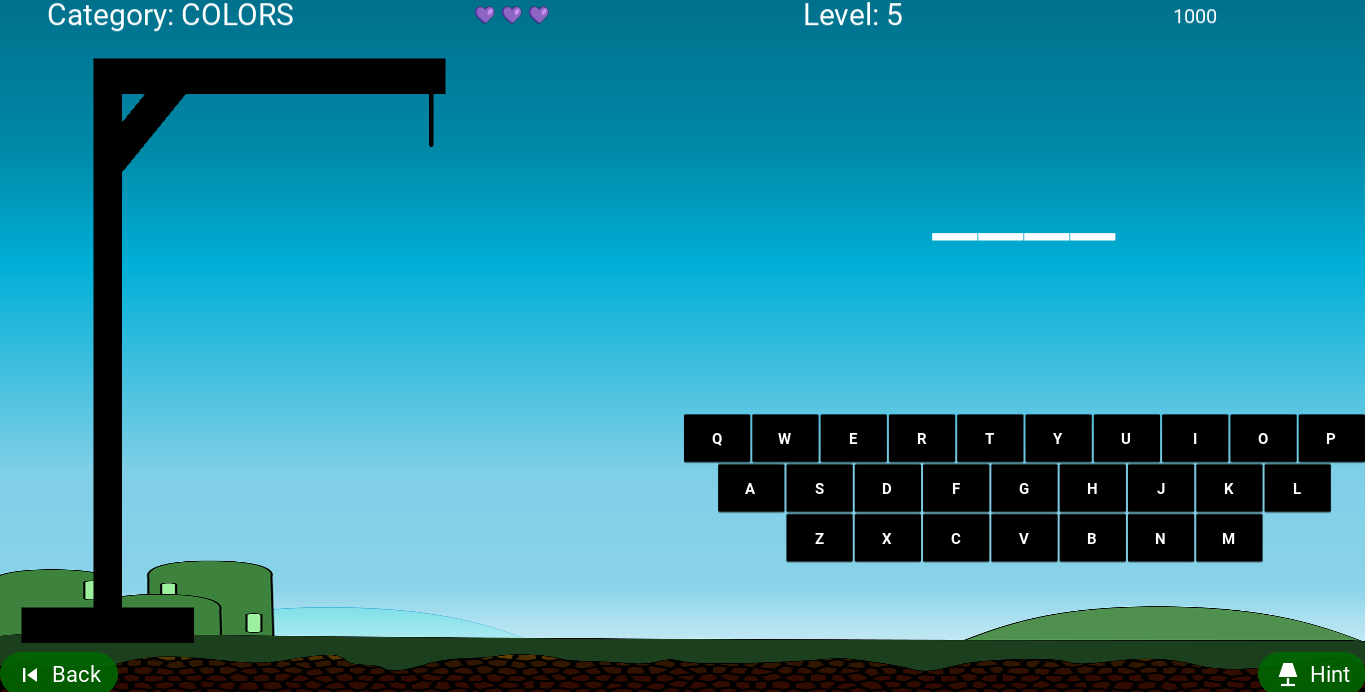 Category: COLORS Level: 5 1000
Q W E R T Y U I O P
A S D F G H J K L
Z X C V B N M
Back Hint